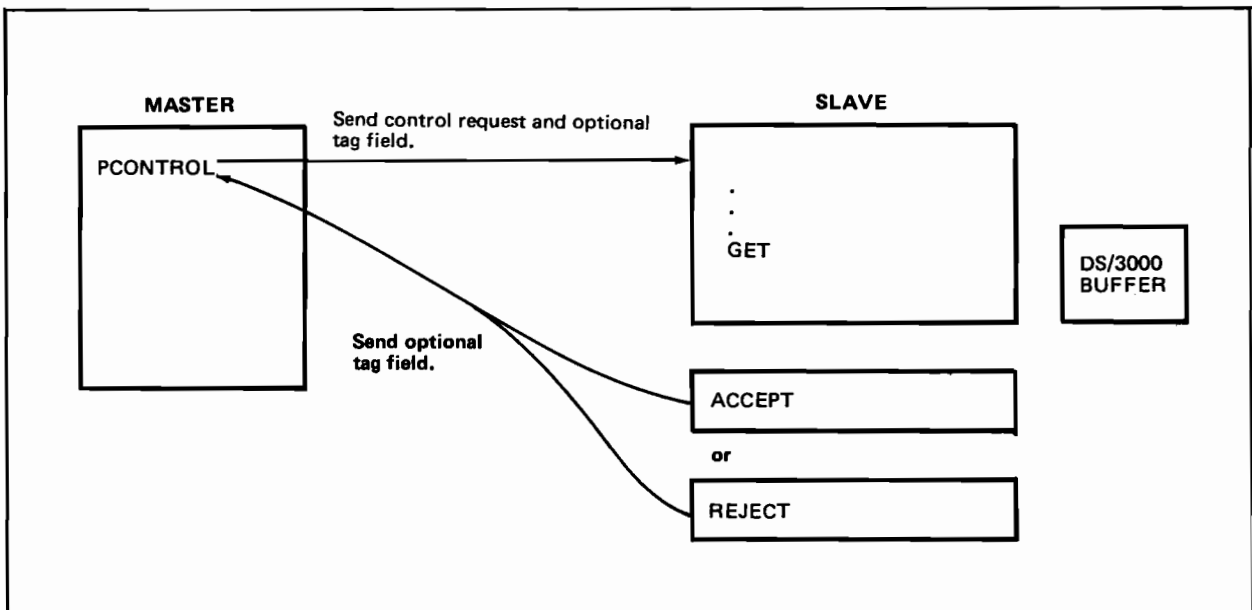 MASTER
PCONTROL
Send control request and optional
tag field.
SLAVE
.
.
.
GET
DS/3000
BUFFER
Send optional
tag field.
ACCEPT
or
REJECT